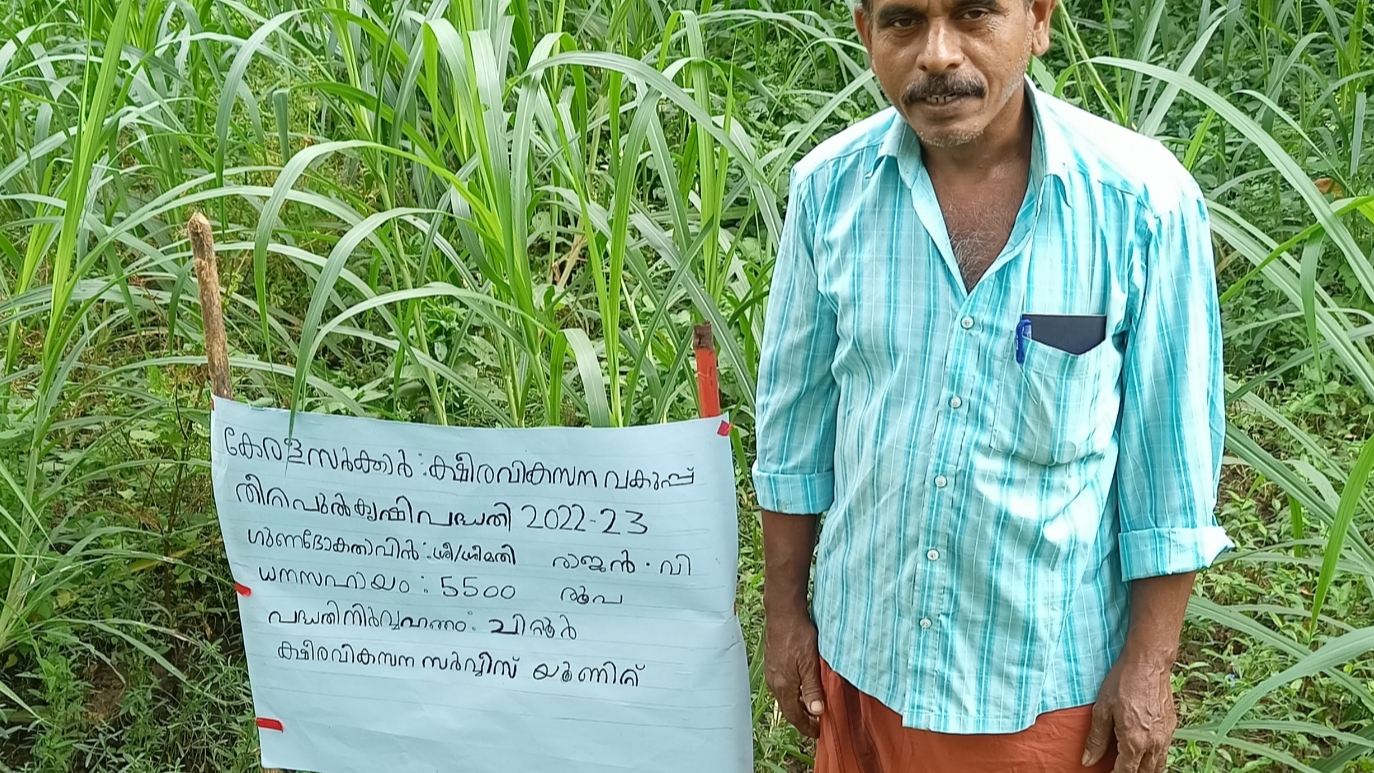 കേരളസർക്കാർ : ക്ഷീരവികസന വകുപ്പ്
തീറ്റപുൽകൃഷിപദ്ധതി 2022-23
ഗുണഭോക്താവിൻ : ശ്രീ/ശ്രീമതി രാജൻ . വി
ധനസഹായം : 5500 രൂപ
പദ്ധതിനിർവ്വഹണം : ചിറ്റൂർ
ക്ഷീരവികസന സർവ്വീസ് യൂണിറ്റ്